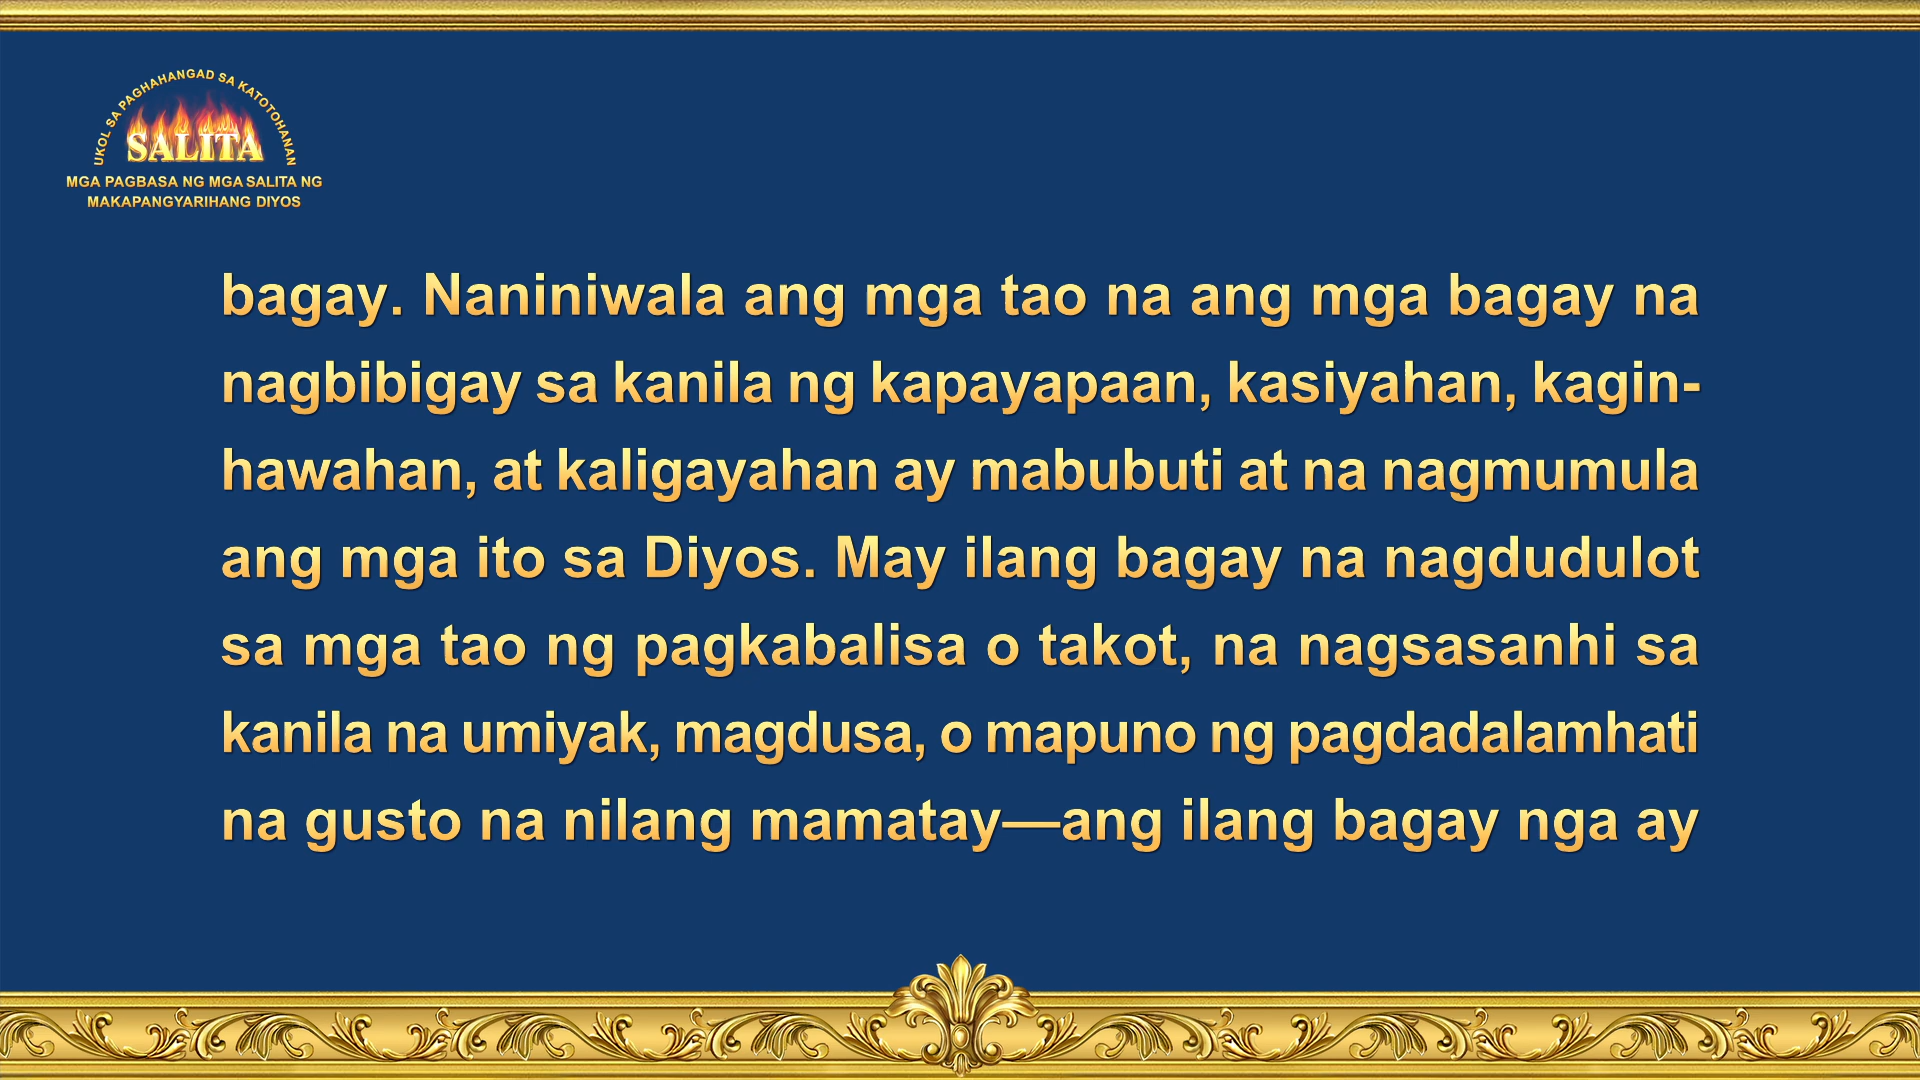 UKOL SA PAGHAHANGAD SA KATOTOHANAN
SALITA
MGA PAGBASA NG MGA SALITA NG
MAKAPANGYARIHANG DIYOS
bagay. Naniniwala ang mga tao na ang mga bagay na
nagbibigay sa kanila ng kapayapaan, kasiyahan, kagin-
hawahan, at kaligayahan ay mabubuti at na nagmumula
ang mga ito sa Diyos. May ilang bagay na nagdudulot
sa mga tao ng pagkabalisa o takot, na nagsasanhi sa
kanila na umiyak, magdusa, o mapuno ng pagdadalamhati
na gusto na nilang mamatay—ang ilang bagay nga ay